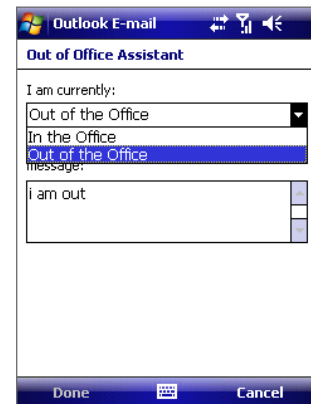 Outlook E-mail
Out of Office Assistant
I am currently:
Out of the Office
In the Office
Out of the Office
message:
i am out
Done Cancel